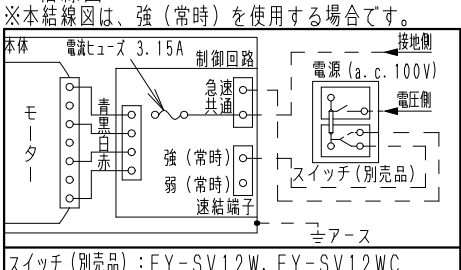 ※本結線図は、強（常時）を使用する場合です。
本体
電流ヒューズ 3.15A
制御回路
接地側
電源（a.c.100V）
電圧側
急速
共通
モーター
青
黒
白
赤
強（常時）
弱（常時）
速結端子
スイッチ（別売品）
アース
スイッチ（別売品）：FY-SV12W、FY-SV12WC